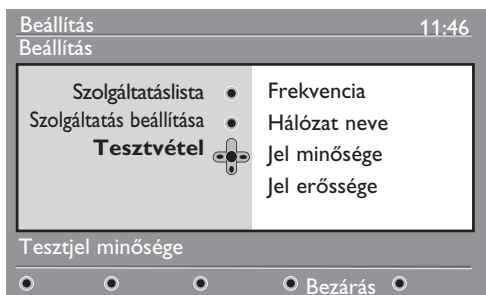 Beállítás 11:46
Beállítás
Szolgáltatáslista
Szolgáltatás beállítása
Tesztvétel
Frekvencia
Hálózat neve
Jel minősége
Jel erőssége
Tesztjel minősége
Bezárás